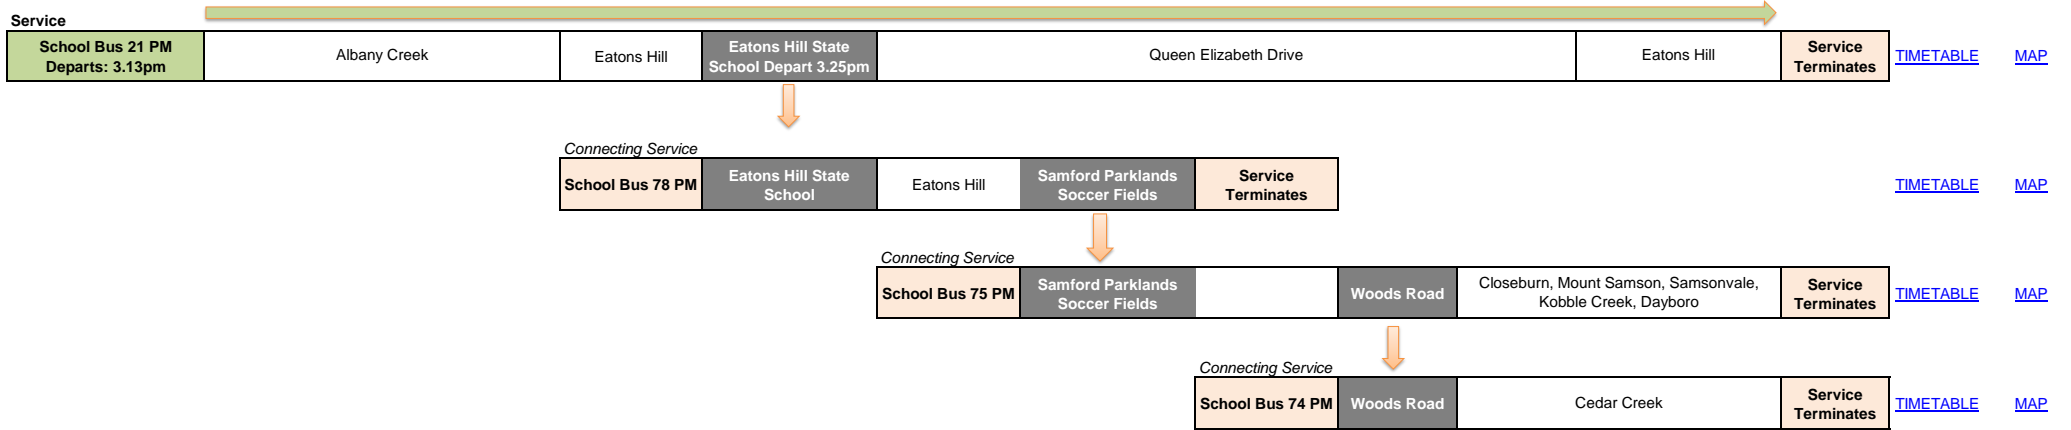 Service
School Bus 21 PM
Departs: 3.13pm
Albany Creek
Eatons Hill
Eatons Hill State
School Depart 3.25pm
Queen Elizabeth Drive
Eatons Hill
Service
Terminates
TIMETABLE
MAP
Connecting Service
School Bus 78 PM
Eatons Hill State
School
Eatons Hill
Samford Parklands
Soccer Fields
Service
Terminates
TIMETABLE
MAP
Connecting Service
School Bus 75 PM
Samford Parklands
Soccer Fields
Woods Road
Closeburn, Mount Samson, Samsonvale,
Kobble Creek, Dayboro
Service
Terminates
TIMETABLE
MAP
Connecting Service
School Bus 74 PM
Woods Road
Cedar Creek
Service
Terminates
TIMETABLE
MAP